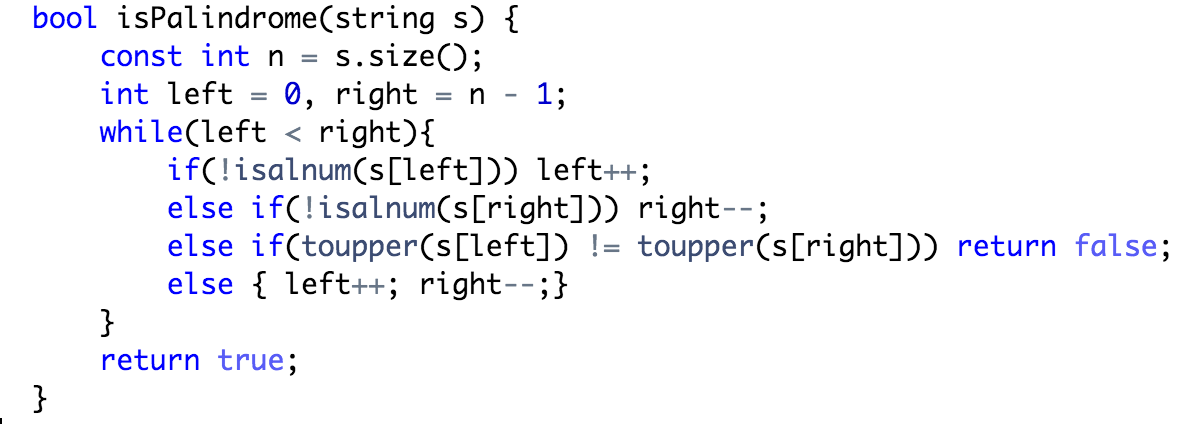 bool isPalindrome(string s) {
    const int n = s.size();
    int left = 0, right = n - 1;
    while(left < right){
        if(!isalnum(s[left])) left++;
        else if(!isalnum(s[right])) right--;
        else if(toupper(s[left]) != toupper(s[right])) return false;
        else { left++; right--;}
    }
    return true;
}